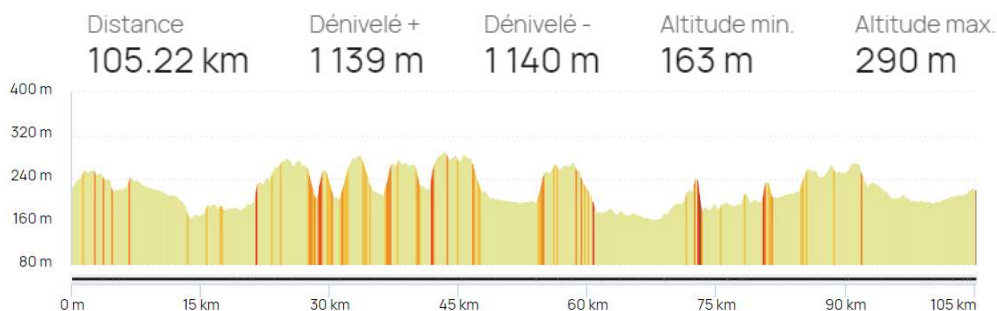 Distance Dénivelé + Dénivelé - Altitude min. Altitude max.
105.22 km 1 139 m 1 140 m 163 m 290 m
400 m
320 m
240 m
160 m
80 m
0 m 15 km 30 km 45 km 60 km 75 km 90 km 105 km